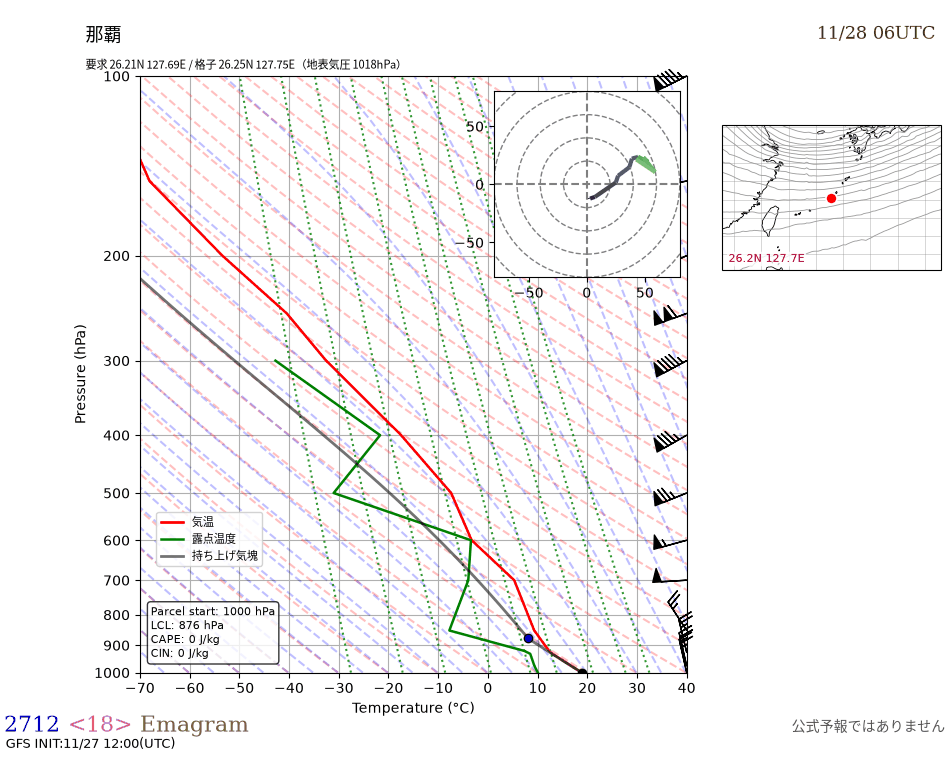 那覇
11/28 06UTC
要求 26.21N 127.69E / 格子 26.25N 127.75E（地表気圧 1018hPa）
100
200
300
400
500
600
700
800
900
1000
Pressure (hPa)
50
0
−50
−50 0 50
26.2N 127.7E
気温
露点温度
持ち上げ気塊
Parcel start: 1000 hPa
LCL: 876 hPa
CAPE: 0 J/kg
CIN: 0 J/kg
−70 −60 −50 −40 −30 −20 −10 0 10 20 30 40
Temperature (°C)
2712 <18> Emagram
公式予報ではありません
GFS INIT:11/27 12:00(UTC)